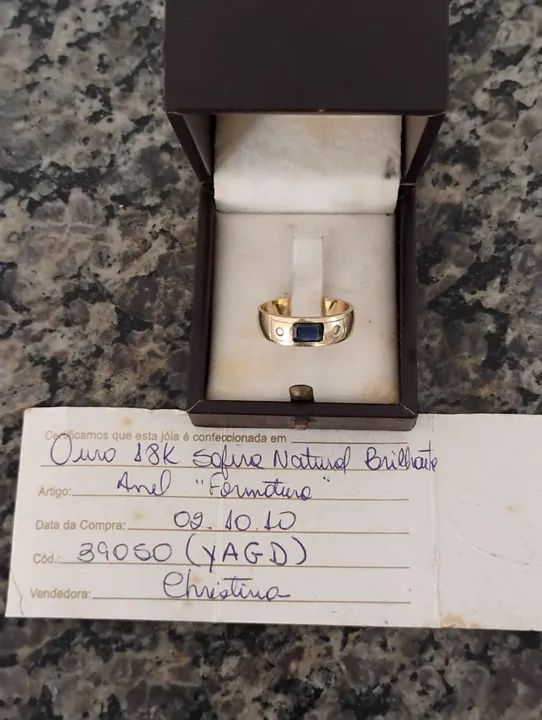 Certificamos que esta jóia é confeccionada em
Ouro 18K Safira Natural Brilhante
Artigo: Anel "Formatura"
Data da Compra: 09.10.10
Cód.: 39050 (YAGD)
Vendedora: Christina